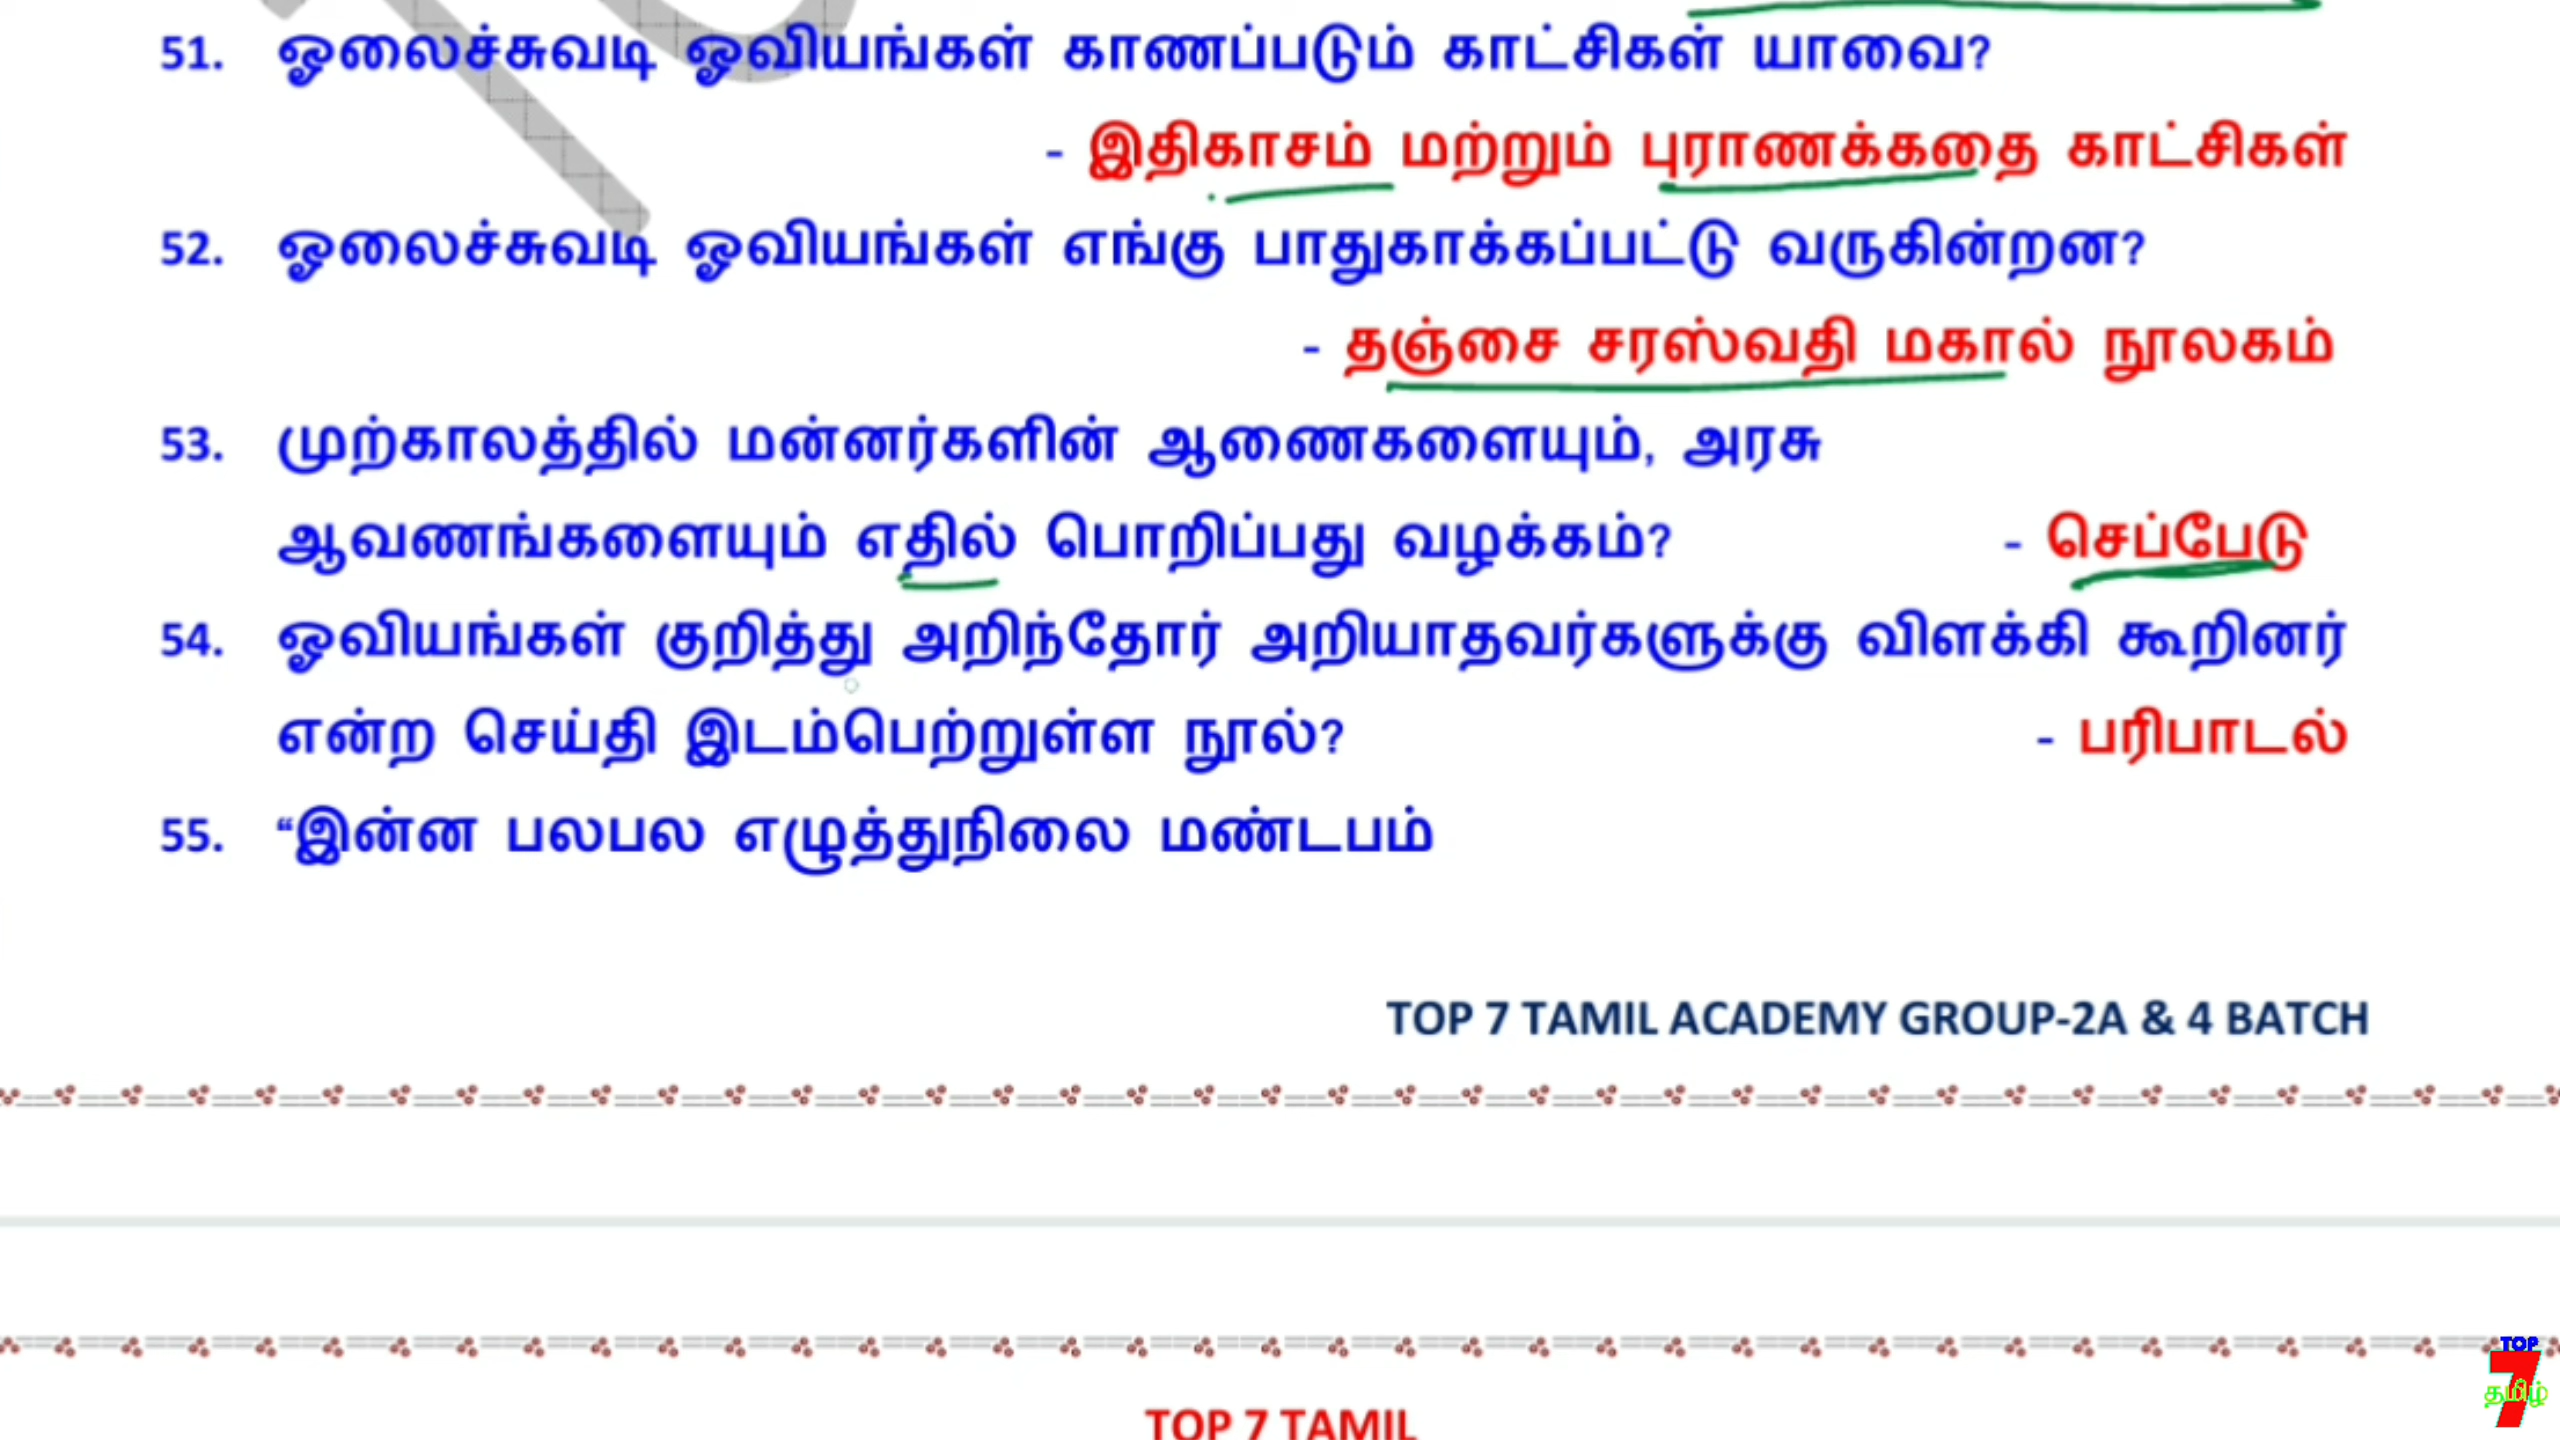 51. ஓலைச்சுவடி ஓவியங்கள் காணப்படும் காட்சிகள் யாவை?
- இதிகாசம் மற்றும் புராணக்கதை காட்சிகள்
52. ஓலைச்சுவடி ஓவியங்கள் எங்கு பாதுகாக்கப்பட்டு வருகின்றன?
- தஞ்சை சரஸ்வதி மகால் நூலகம்
53. முற்காலத்தில் மன்னர்களின் ஆணைகளையும், அரசு
ஆவணங்களையும் எதில் பொறிப்பது வழக்கம்? - செப்பேடு
54. ஓவியங்கள் குறித்து அறிந்தோர் அறியாதவர்களுக்கு விளக்கி கூறினர்
என்ற செய்தி இடம்பெற்றுள்ள நூல்? - பரிபாடல்
55. “இன்ன பலபல எழுத்துநிலை மண்டபம்
TOP 7 TAMIL ACADEMY GROUP-2A & 4 BATCH
TOP
7
தமிழ்
TOP 7 TAMIL